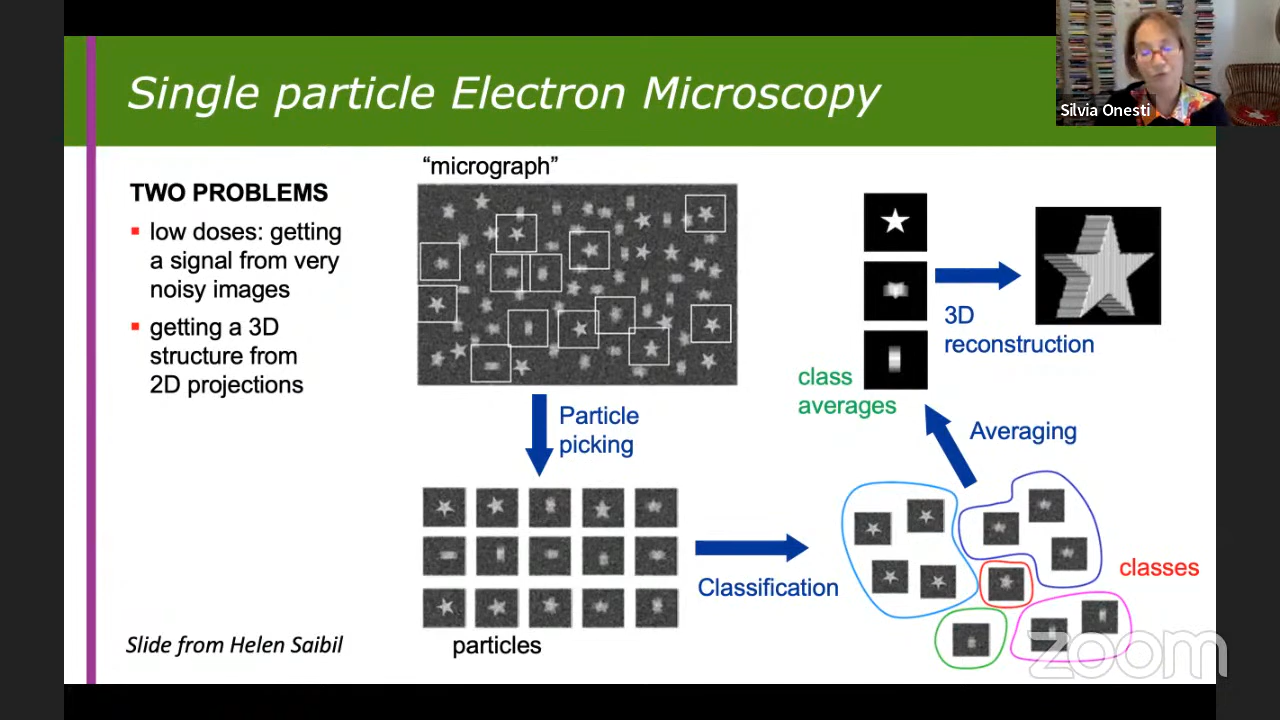 Single particle Electron Microscopy
Silvia Onesti
TWO PROBLEMS
low doses: getting
a signal from very
noisy images
getting a 3D
structure from
2D projections
“micrograph”
Particle
picking
particles
Classification
classes
Averaging
class
averages
3D
reconstruction
Slide from Helen Saibil
zoom